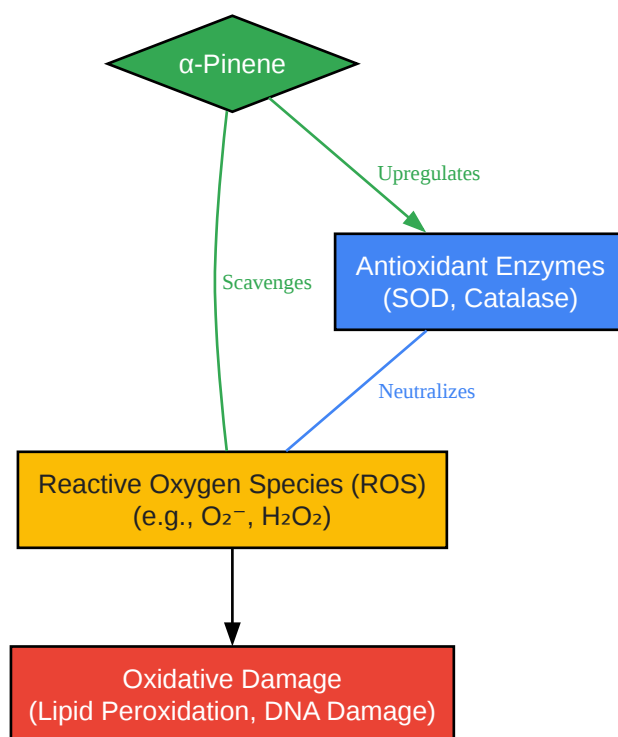 α-Pinene
Upregulates
Antioxidant Enzymes
(SOD, Catalase)
Scavenges
Neutralizes
Reactive Oxygen Species (ROS)
(e.g., O₂⁻, H₂O₂)
Oxidative Damage
(Lipid Peroxidation, DNA Damage)